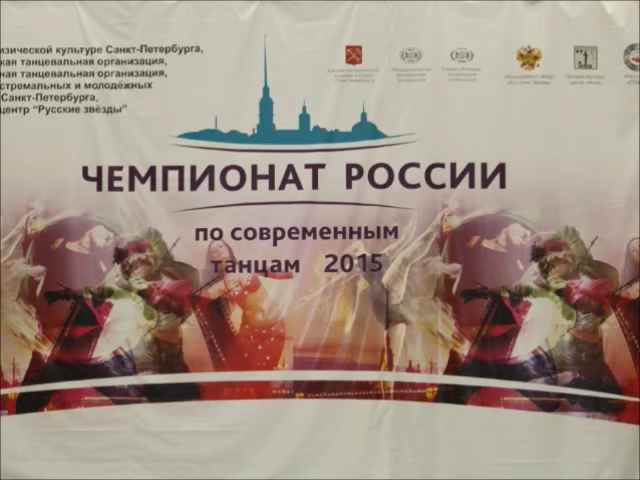 изической культуре Санкт-Петербурга,
кая танцевальная организация,
ная танцевальная организация,
стремальных и молодёжных
Санкт-Петербурга,
центр "Русские звёзды"
ЧЕМПИОНАТ РОССИИ
по современным
танцам 2015